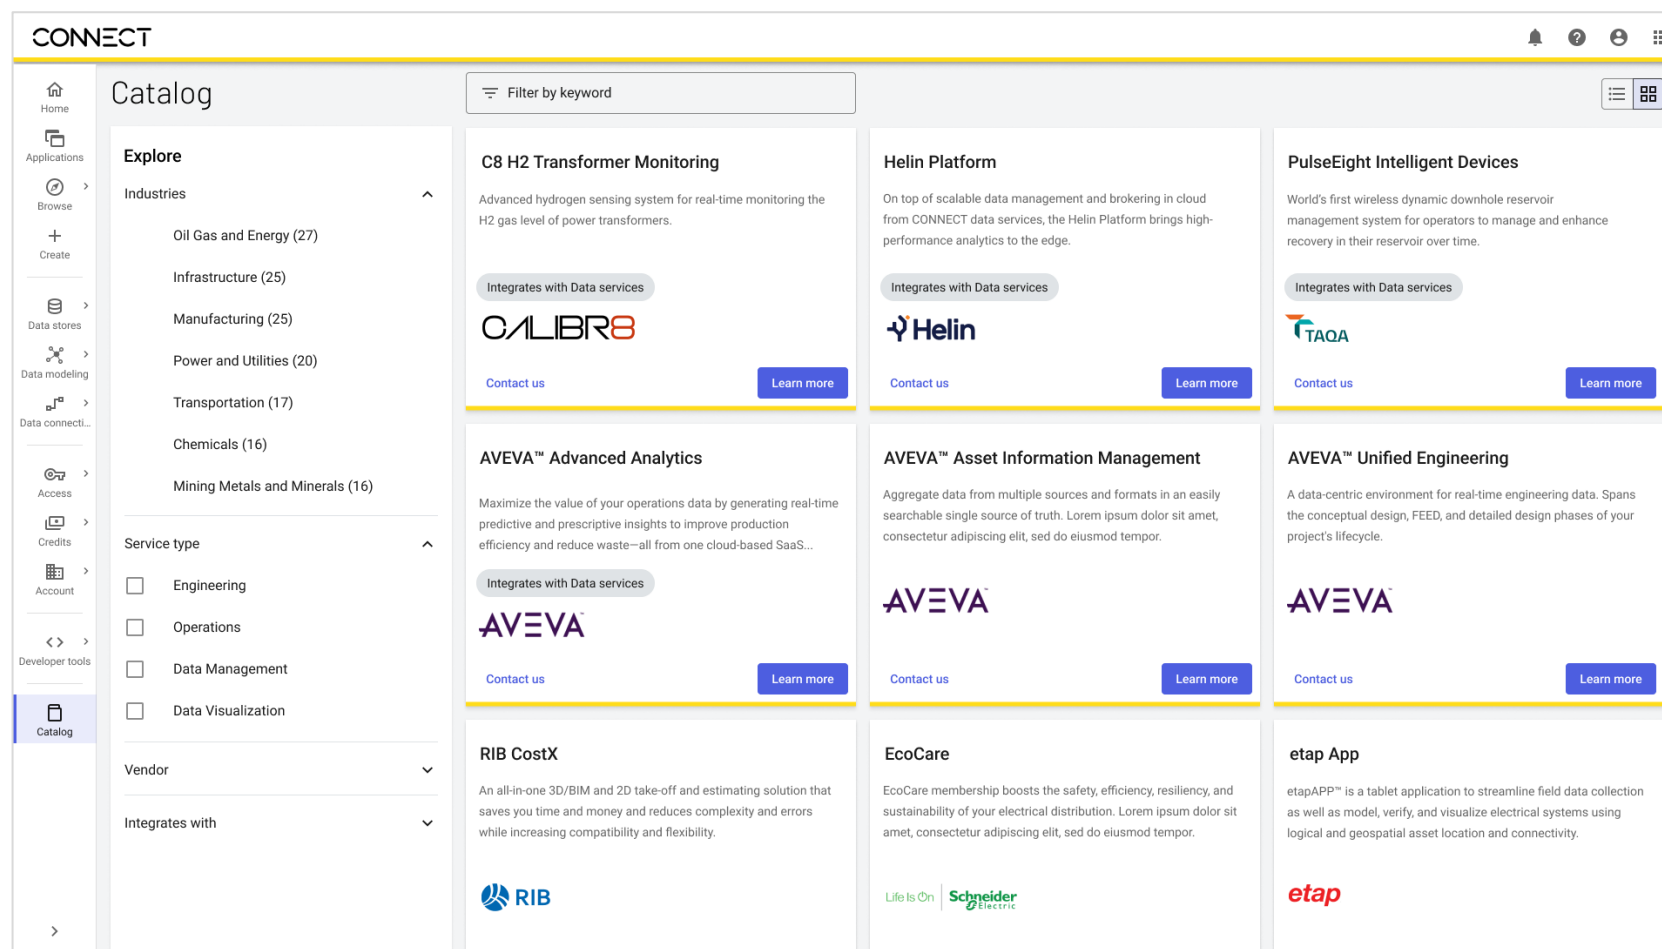 CONNECT
Home
Applications
Browse
Create
Data stores
Data modeling
Data connecti...
Access
Credits
Account
Developer tools
Catalog
Catalog
Filter by keyword
Explore
Industries
Oil Gas and Energy (27)
Infrastructure (25)
Manufacturing (25)
Power and Utilities (20)
Transportation (17)
Chemicals (16)
Mining Metals and Minerals (16)
Service type
Engineering
Operations
Data Management
Data Visualization
Vendor
Integrates with
C8 H2 Transformer Monitoring
Advanced hydrogen sensing system for real-time monitoring the
H2 gas level of power transformers.
Integrates with Data services
CALIBR8
Contact us
Learn more
Helin Platform
On top of scalable data management and brokering in cloud
from CONNECT data services, the Helin Platform brings high-
performance analytics to the edge.
Integrates with Data services
Helin
Contact us
Learn more
PulseEight Intelligent Devices
World's first wireless dynamic downhole reservoir
management system for operators to manage and enhance
recovery in their reservoir over time.
Integrates with Data services
TAQA
Contact us
Learn more
AVEVA™ Advanced Analytics
Maximize the value of your operations data by generating real-time
predictive and prescriptive insights to improve production
efficiency and reduce waste—all from one cloud-based SaaS...
Integrates with Data services
AVEVA™
Contact us
Learn more
AVEVA™ Asset Information Management
Aggregate data from multiple sources and formats in an easily
searchable single source of truth. Lorem ipsum dolor sit amet,
consectetur adipiscing elit, sed do eiusmod tempor.
AVEVA™
Contact us
Learn more
AVEVA™ Unified Engineering
A data-centric environment for real-time engineering data. Spans
the conceptual design, FEED, and detailed design phases of your
project's lifecycle.
AVEVA™
Contact us
Learn more
RIB CostX
An all-in-one 3D/BIM and 2D take-off and estimating solution that
saves you time and money and reduces complexity and errors
while increasing compatibility and flexibility.
RIB
EcoCare
EcoCare membership boosts the safety, efficiency, resiliency, and
sustainability of your electrical distribution. Lorem ipsum dolor sit
amet, consectetur adipiscing elit, sed do eiusmod tempor.
Life Is On | Schneider
Electric
etap App
etapAPP™ is a tablet application to streamline field data collection
as well as model, verify, and visualize electrical systems using
logical and geospatial asset location and connectivity.
etap